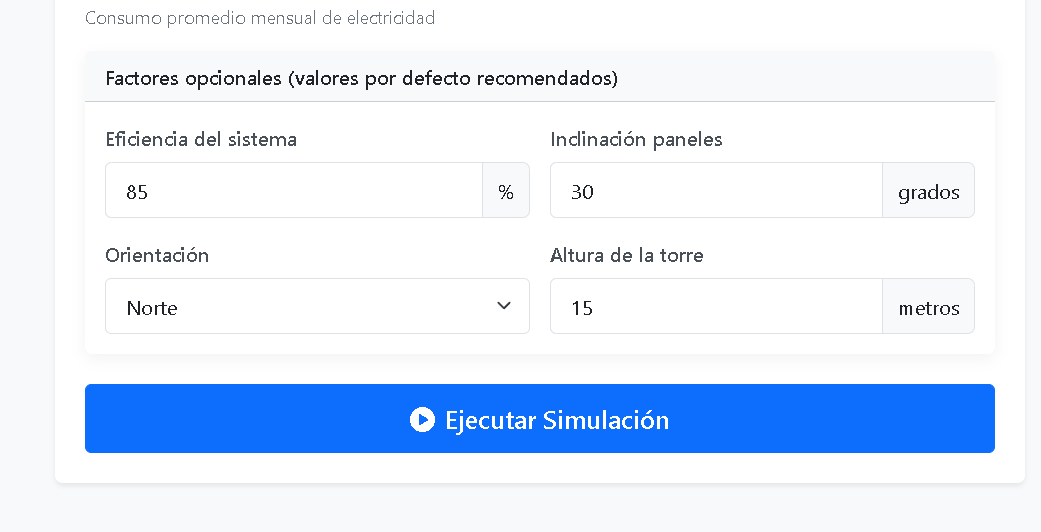 Consumo promedio mensual de electricidad
Factores opcionales (valores por defecto recomendados)
Eficiencia del sistema
85 %
Inclinación paneles
30 grados
Orientación
Norte
Altura de la torre
15 metros
Ejecutar Simulación